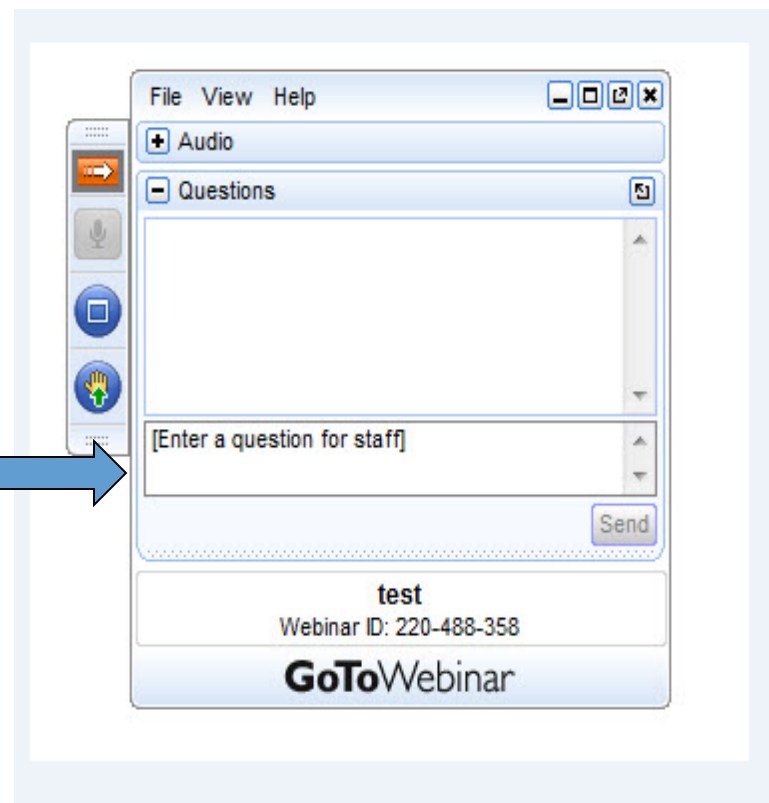 File View Help
Audio
Questions
[Enter a question for staff]
Send
test
Webinar ID: 220-488-358
GoToWebinar